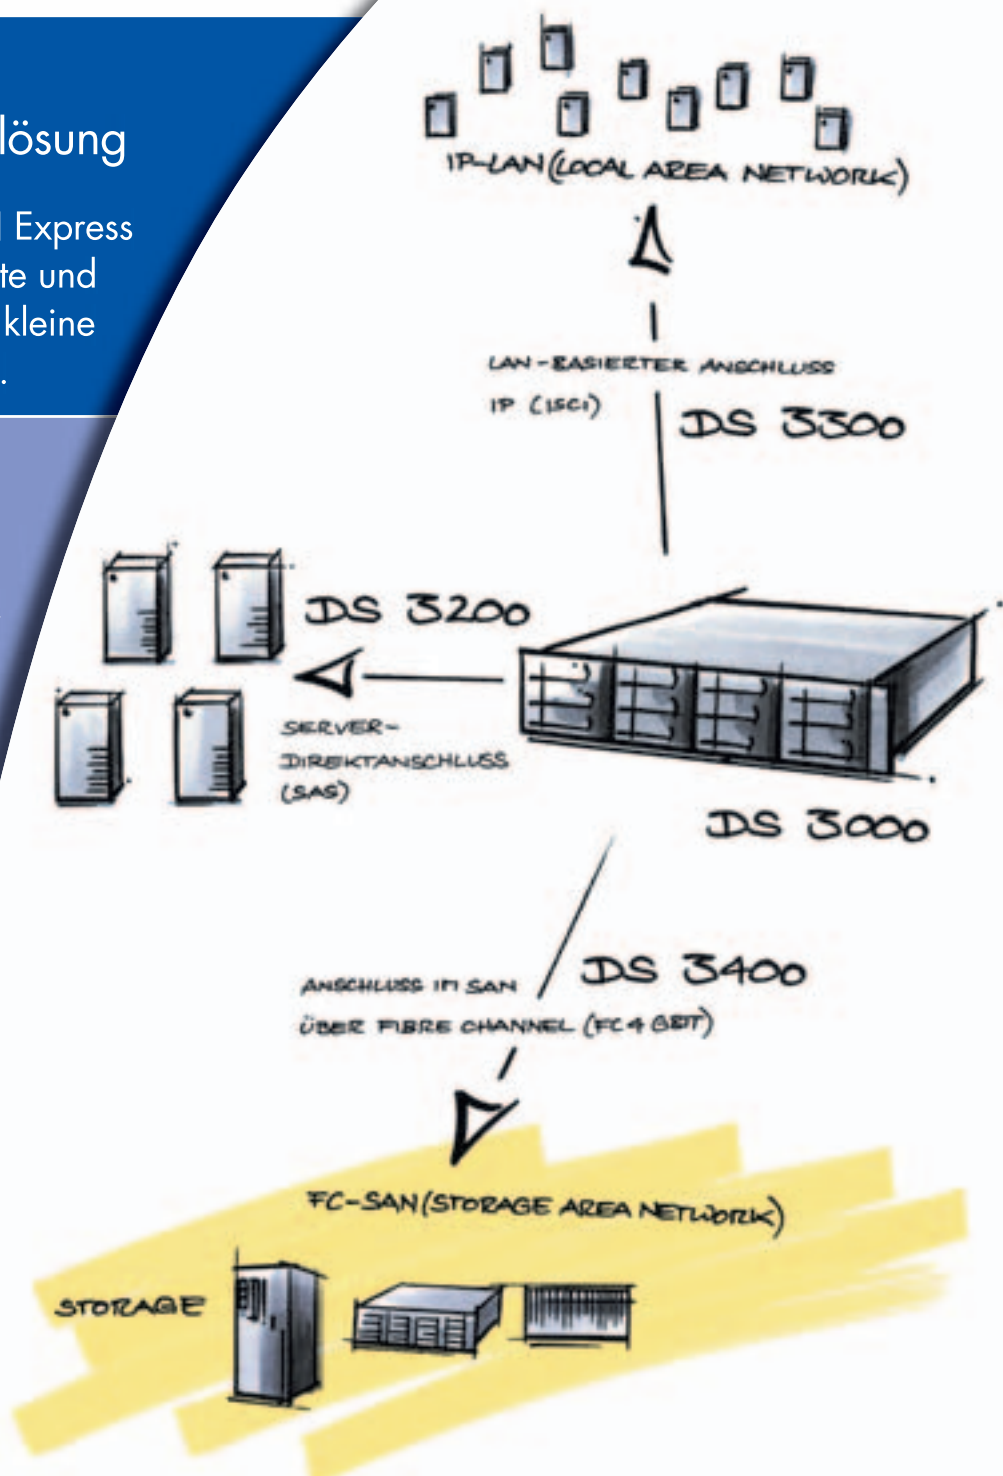 lösung
Express
te und
kleine
.
IP-LAN (LOCAL AREA NETWORK)
LAN-BASIERTER ANSCHLUSS
IP (ISCI)
DS 3300
DS 3200
SERVER-
DIREKTANSCHLUSS
(SAS)
DS 3000
DS 3400
ANSCHLUSS IM SAN
ÜBER FIBRE CHANNEL (FC 4 GBIT)
FC-SAN (STORAGE AREA NETWORK)
STORAGE